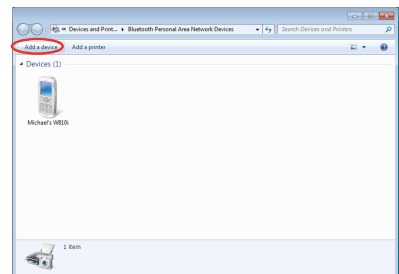 « Devices and Print... ▸ Bluetooth Personal Area Network Devices
Search Devices and Printers
Add a device Add a printer
Devices (1)
Michael's W810i
1 item